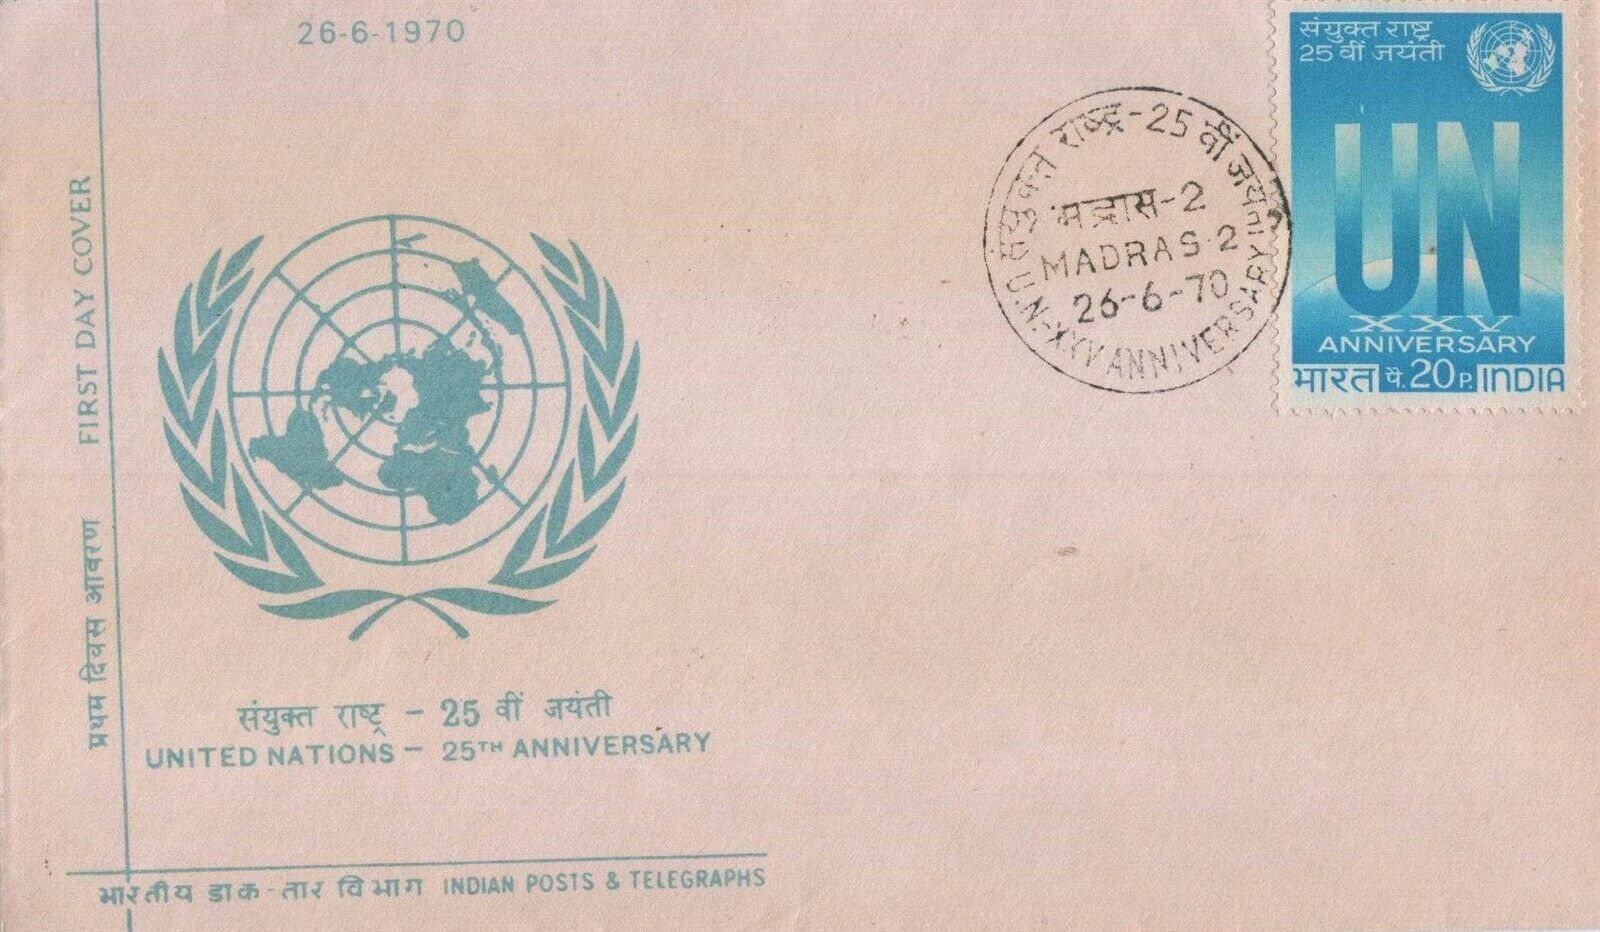 26-6-1970
संयुक्त राष्ट्र
25 वीं जयंती
UN
XXV
ANNIVERSARY
भारत पै. 20 P. INDIA
संयुक्त राष्ट्र-25 वीं जयंती
मद्रास-2
MADRAS 2
26-6-70
U.N.-XXV ANNIVERSARY
प्रथम दिवस आवरण FIRST DAY COVER
संयुक्त राष्ट्र - 25 वीं जयंती
UNITED NATIONS - 25TH ANNIVERSARY
भारतीय डाक-तार विभाग INDIAN POSTS & TELEGRAPHS